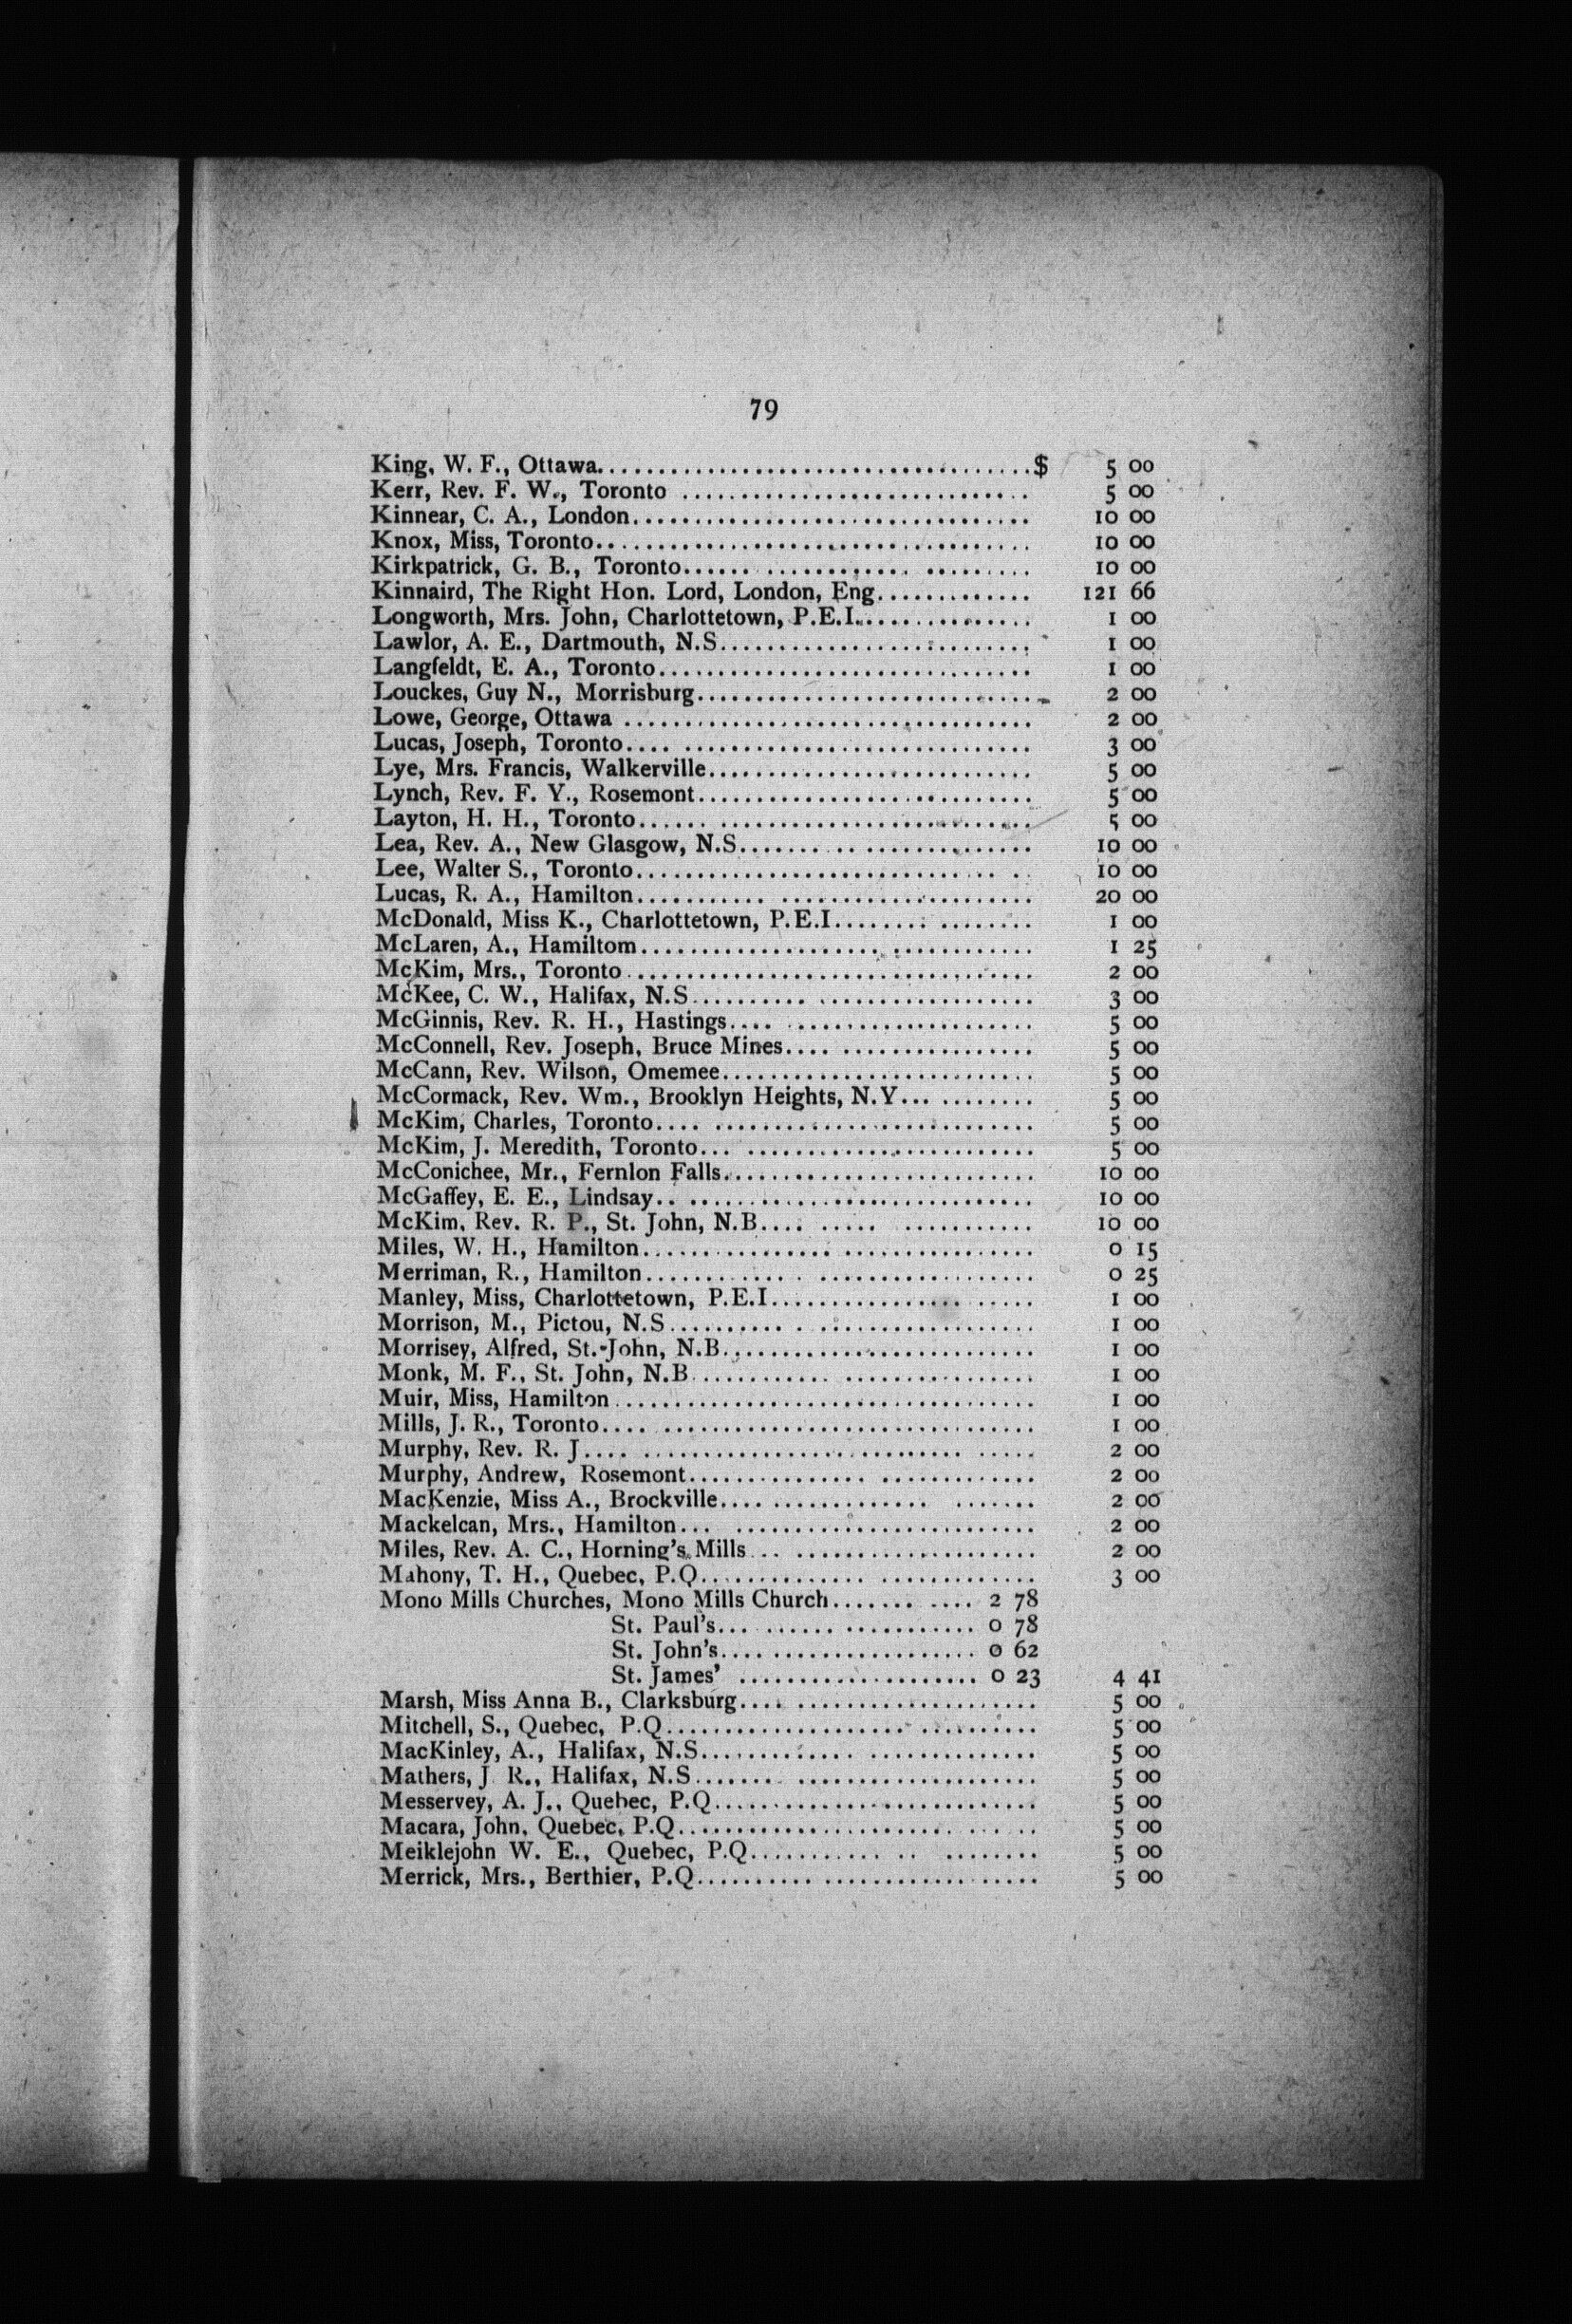 79
King, W. F., Ottawa....................................$ 5 00
Kerr, Rev. F. W., Toronto ............................. 5 00
Kinnear, C. A., London................................. 10 00
Knox, Miss, Toronto.................................... 10 00
Kirkpatrick, G. B., Toronto...... ............ ......... 10 00
Kinnaird, The Right Hon. Lord, London, Eng............. 121 66
Longworth, Mrs. John, Charlottetown, P.E.I............... 1 00
Lawlor, A. E., Dartmouth, N.S.......................... 1 00
Langfeldt, E. A., Toronto............................... 1 00
Louckes, Guy N., Morrisburg............................ 2 00
Lowe, George, Ottawa .................................. 2 00
Lucas, Joseph, Toronto.... ............................. 3 00
Lye, Mrs. Francis, Walkerville........................... 5 00
Lynch, Rev. F. Y., Rosemont............................ 5 00
Layton, H. H., Toronto...... .......................... 5 00
Lea, Rev. A., New Glasgow, N.S........ ................ 10 00
Lee, Walter S., Toronto.............................. . . 10 00
Lucas, R. A., Hamilton........... ..................... 20 00
McDonald, Miss K., Charlottetown, P.E.I........ ........ 1 00
McLaren, A., Hamiltom................................. 1 25
McKim, Mrs., Toronto.................................. 2 00
McKee, C. W., Halifax, N.S.......... .................. 3 00
McGinnis, Rev. R. H., Hastings.... ..................... 5 00
McConnell, Rev. Joseph, Bruce Mines.... ................ 5 00
McCann, Rev. Wilson, Omemee.......................... 5 00
McCormack, Rev. Wm., Brooklyn Heights, N.Y... ........ 5 00
McKim, Charles, Toronto.... ........................... 5 00
McKim, J. Meredith, Toronto... ........................ 5 00
McConichee, Mr., Fernlon Falls.......................... 10 00
McGaffey, E. E., Lindsay.. ............................. 10 00
McKim, Rev. R. P., St. John, N.B.... ..... ........... 10 00
Miles, W. H., Hamilton................ ................ 0 15
Merriman, R., Hamilton.............. .................. 0 25
Manley, Miss, Charlottetown, P.E.I................ ..... 1 00
Morrison, M., Pictou, N.S.......... . .................. 1 00
Morrisey, Alfred, St. John, N.B.......................... 1 00
Monk, M. F., St. John, N.B............ ................ 1 00
Muir, Miss, Hamilton................................... 1 00
Mills, J. R., Toronto.... ............................... 1 00
Murphy, Rev. R. J.... .......................... ..... 2 00
Murphy, Andrew, Rosemont............... ............. 2 00
MacKenzie, Miss A., Brockville.... ............. ....... 2 00
Mackelcan, Mrs., Hamilton... ......................... 2 00
Miles, Rev. A. C., Horning's Mills... .................... 2 00
Mahony, T. H., Quebec, P.Q.............. ............. 3 00
Mono Mills Churches, Mono Mills Church....... .... 2 78
St. Paul's... ...... ........... 0 78
St. John's.... ................. 0 62
St. James' .................... 0 23 4 41
Marsh, Miss Anna B., Clarksburg.... .................... 5 00
Mitchell, S., Quebec, P.Q.................... .......... 5 00
MacKinley, A., Halifax, N.S............. .............. 5 00
Mathers, J. R., Halifax, N.S....... .................... 5 00
Messervey, A. J., Quebec, P.Q........................... 5 00
Macara, John, Quebec, P.Q....................... ...... 5 00
Meiklejohn W. E., Quebec, P.Q........... .. ........ 5 00
Merrick, Mrs., Berthier, P.Q.......... .................. 5 00